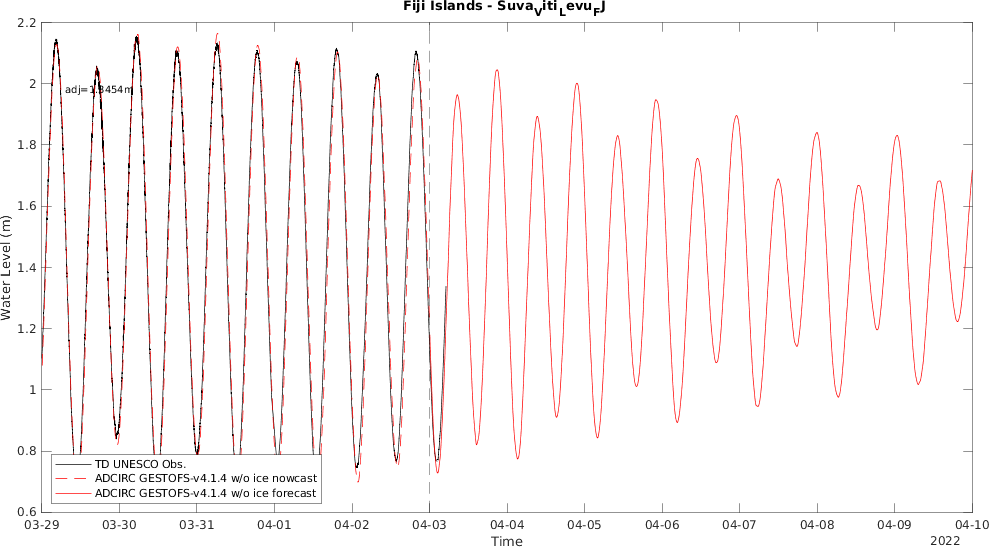 Fiji Islands - SuvaVitiLevuFJ
2.2
2
1.8
1.6
1.4
1.2
1
0.8
0.6
Water Level (m)
adj=1.3454m
TD UNESCO Obs.
ADCIRC GESTOFS-v4.1.4 w/o ice nowcast
ADCIRC GESTOFS-v4.1.4 w/o ice forecast
03-29 03-30 03-31 04-01 04-02 04-03 04-04 04-05 04-06 04-07 04-08 04-09 04-10
Time
2022